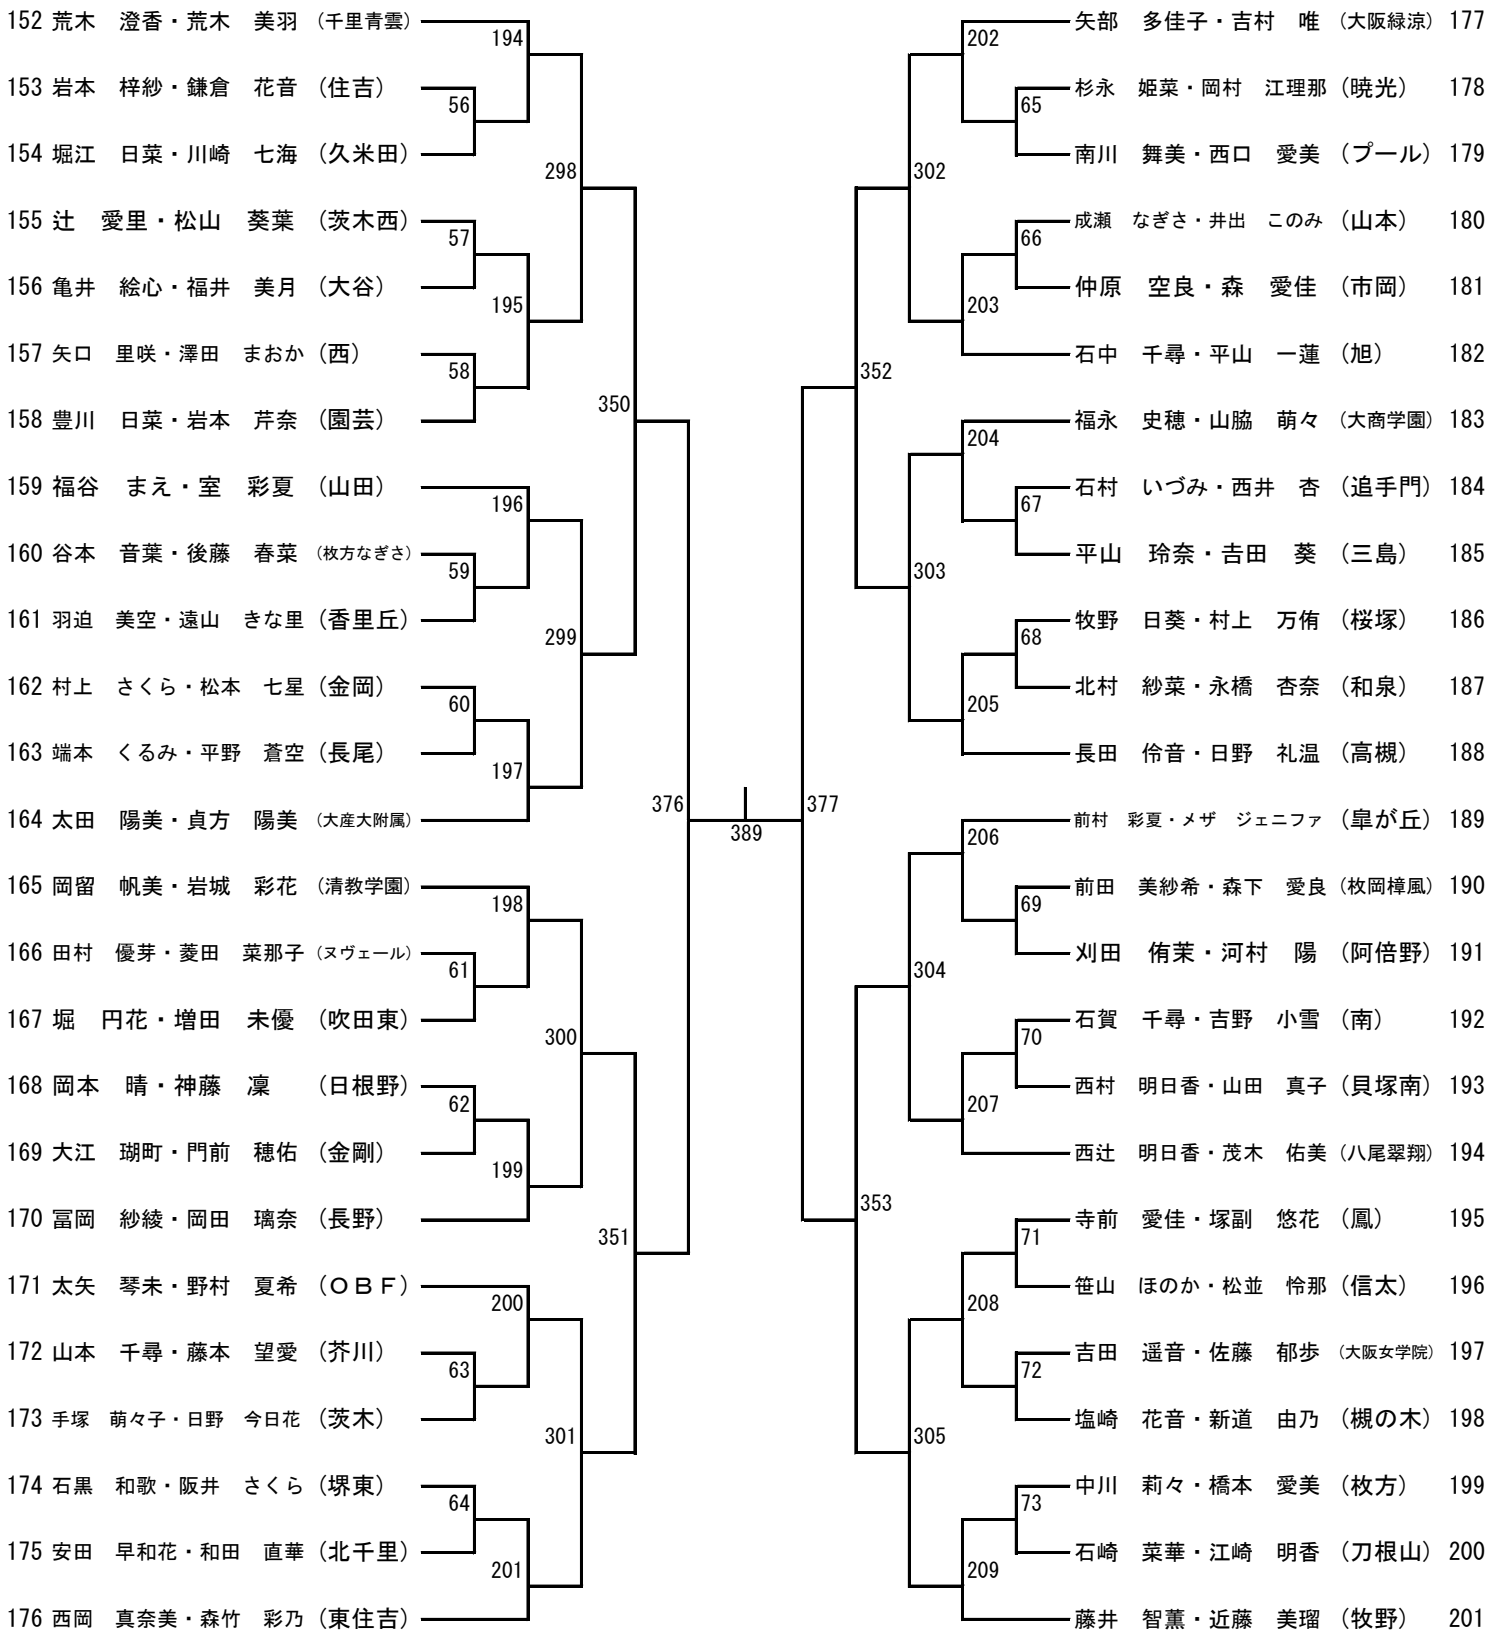 152 荒木　澄香・荒木　美羽 （千里青雲）
194
153 岩本　梓紗・鎌倉　花音 （住吉）
56
154 堀江　日菜・川崎　七海 （久米田）
298
155 辻　愛里・松山　葵葉 （茨木西）
57
156 亀井　絵心・福井　美月 （大谷）
195
157 矢口　里咲・澤田　まおか （西）
58
158 豊川　日菜・岩本　芹奈 （園芸）
350
159 福谷　まえ・室　彩夏 （山田）
196
160 谷本　音葉・後藤　春菜 （枚方なぎさ）
59
161 羽迫　美空・遠山　きな里 （香里丘）
299
162 村上　さくら・松本　七星 （金岡）
60
163 端本　くるみ・平野　蒼空 （長尾）
197
164 太田　陽美・貞方　陽美 （大産大附属）
376
165 岡留　帆美・岩城　彩花 （清教学園）
198
166 田村　優芽・菱田　菜那子 （ヌヴェール）
61
167 堀　円花・増田　未優 （吹田東）
300
168 岡本　晴・神藤　凜 （日根野）
62
169 大江　瑚町・門前　穂佑 （金剛）
199
170 冨岡　紗綾・岡田　璃奈 （長野）
351
171 太矢　琴未・野村　夏希 （ＯＢＦ）
200
172 山本　千尋・藤本　望愛 （芥川）
63
173 手塚　萌々子・日野　今日花 （茨木）
301
174 石黒　和歌・阪井　さくら （堺東）
64
175 安田　早和花・和田　直華 （北千里）
201
176 西岡　真奈美・森竹　彩乃 （東住吉）
389
矢部　多佳子・吉村　唯 （大阪緑涼） 177
202
杉永　姫菜・岡村　江理那 （暁光） 178
65
南川　舞美・西口　愛美 （プール） 179
302
成瀬　なぎさ・井出　このみ （山本） 180
66
仲原　空良・森　愛佳 （市岡） 181
203
石中　千尋・平山　一蓮 （旭） 182
352
福永　史穂・山脇　萌々 （大商学園） 183
204
石村　いづみ・西井　杏 （追手門） 184
67
平山　玲奈・吉田　葵 （三島） 185
303
牧野　日葵・村上　万侑 （桜塚） 186
68
北村　紗菜・永橋　杏奈 （和泉） 187
205
長田　伶音・日野　礼温 （高槻） 188
377
前村　彩夏・メザ　ジェニファ （皐が丘） 189
206
前田　美紗希・森下　愛良 （枚岡樟風） 190
69
刈田　侑茉・河村　陽 （阿倍野） 191
304
石賀　千尋・吉野　小雪 （南） 192
70
西村　明日香・山田　真子 （貝塚南） 193
207
西辻　明日香・茂木　佑美 （八尾翠翔） 194
353
寺前　愛佳・塚副　悠花 （鳳） 195
71
笹山　ほのか・松並　怜那 （信太） 196
208
吉田　遥音・佐藤　郁歩 （大阪女学院） 197
72
塩崎　花音・新道　由乃 （槻の木） 198
305
中川　莉々・橋本　愛美 （枚方） 199
73
石崎　菜華・江崎　明香 （刀根山） 200
209
藤井　智薫・近藤　美瑠 （牧野） 201